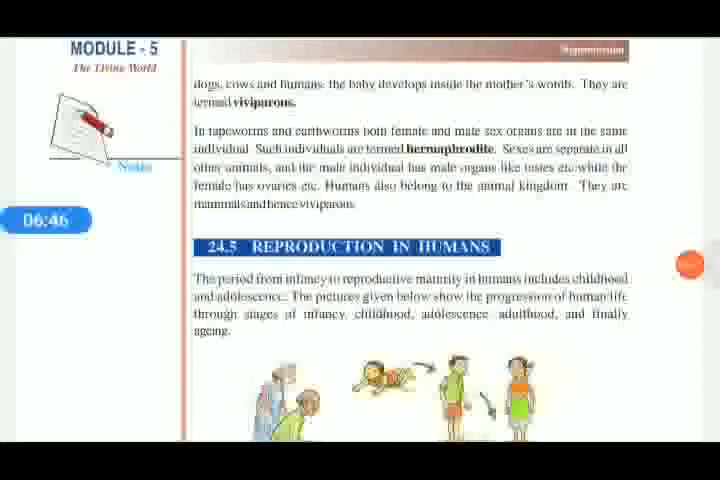 MODULE - 5
The Living World
Reproduction
dogs, cows and humans, the baby develops inside the mother's womb. They are
termed viviparous.
In tapeworms and earthworms both female and male sex organs are in the same
individual. Such individuals are termed hermaphrodite. Sexes are separate in all
other animals, and the male individual has male organs like testes etc. while the
female has ovaries etc. Humans also belong to the animal kingdom. They are
mammals and hence viviparous.
Notes
06:46
24.5 REPRODUCTION IN HUMANS
The period from infancy to reproductive maturity in humans includes childhood
and adolescence. The pictures given below show the progression of human life
through stages of infancy, childhood, adolescence, adulthood, and finally
ageing.